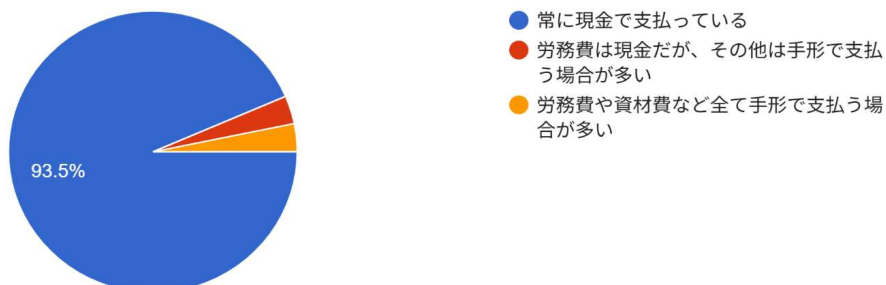 常に現金で支払っている
労務費は現金だが、その他は手形で支払
う場合が多い
労務費や資材費など全て手形で支払う場
合が多い
93.5%